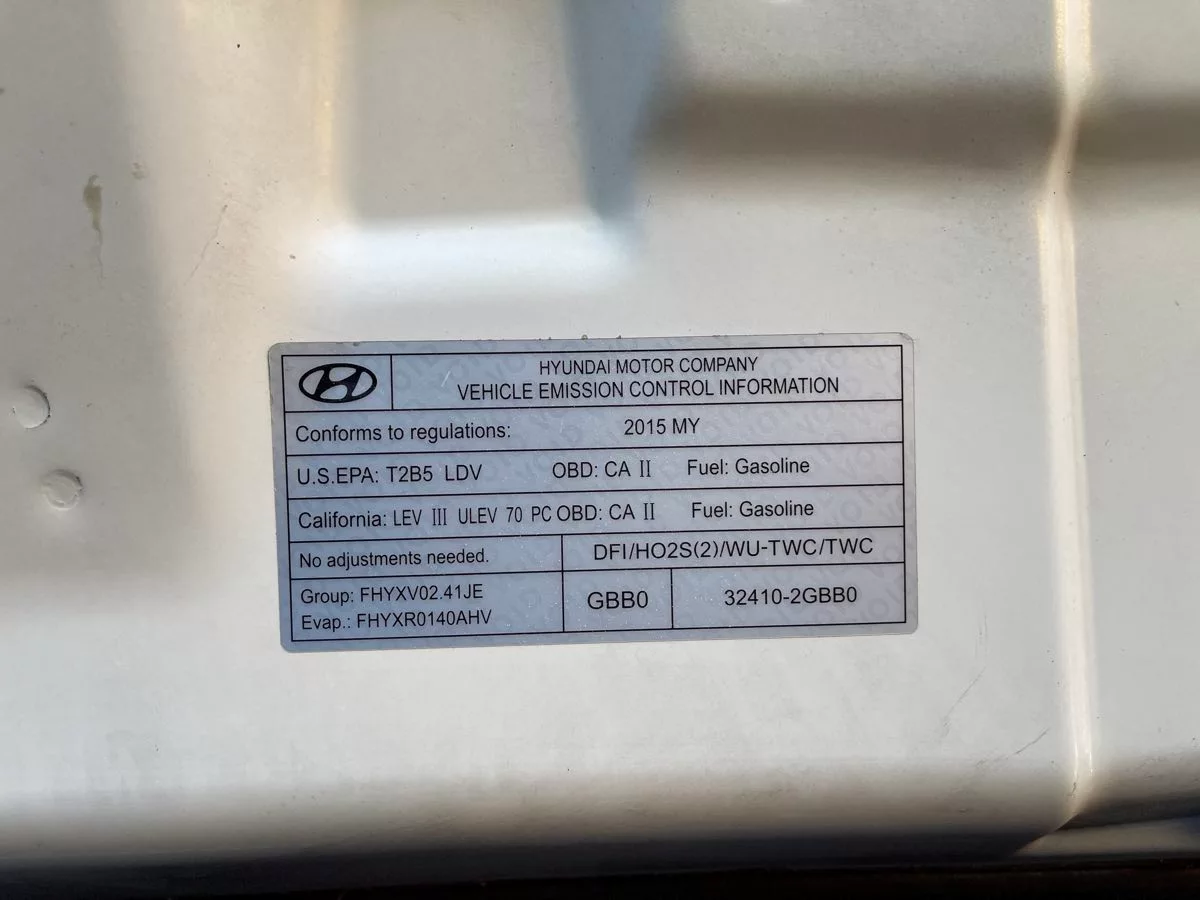 HYUNDAI MOTOR COMPANY
VEHICLE EMISSION CONTROL INFORMATION
Conforms to regulations: 2015 MY
U.S.EPA: T2B5 LDV OBD: CA II Fuel: Gasoline
California: LEV III ULEV 70 PC OBD: CA II Fuel: Gasoline
No adjustments needed. DFI/HO2S(2)/WU-TWC/TWC
Group: FHYXV02.41JE
Evap.: FHYXR0140AHV
GBB0 32410-2GBB0